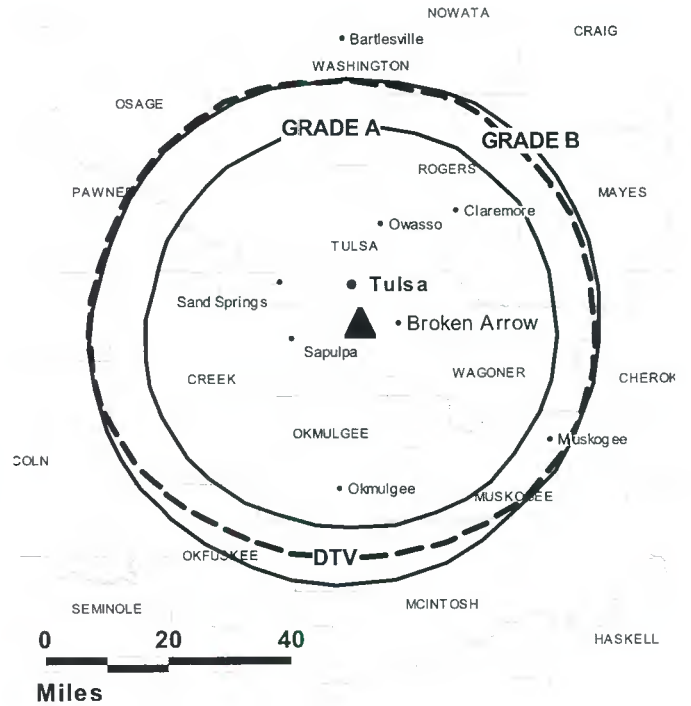 NOWATA
CRAIG
Bartlesville
WASHINGTON
OSAGE
GRADE A
GRADE B
ROGERS
PAWNEE
MAYES
Claremore
Owasso
TULSA
Tulsa
Sand Springs
Broken Arrow
Sapulpa
WAGONER
CREEK
CHEROK
OKMULGEE
Muskogee
COLN
Okmulgee
MUSKOGEE
OKFUSKEE
DTV
SEMINOLE
MCINTOSH
HASKELL
0 20 40
Miles